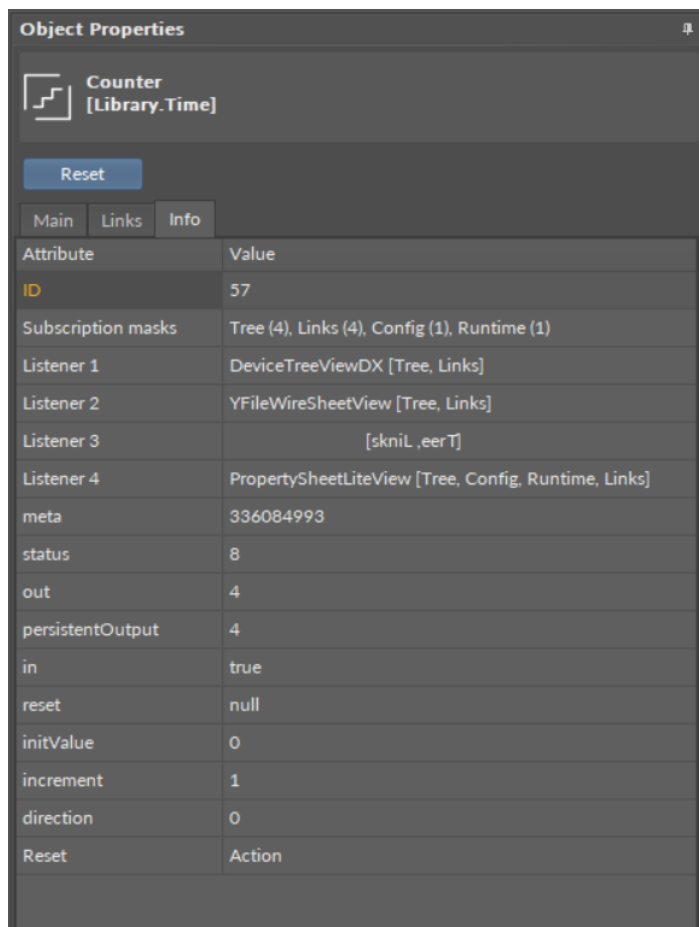 Object Properties
Counter
[Library.Time]
Reset
Main Links Info
Attribute Value
ID 57
Subscription masks Tree (4), Links (4), Config (1), Runtime (1)
Listener 1 DeviceTreeViewDX [Tree, Links]
Listener 2 YFileWireSheetView [Tree, Links]
Listener 3 [skniL ,eerT]
Listener 4 PropertySheetLiteView [Tree, Config, Runtime, Links]
meta 336084993
status 8
out 4
persistentOutput 4
in true
reset null
initValue 0
increment 1
direction 0
Reset Action